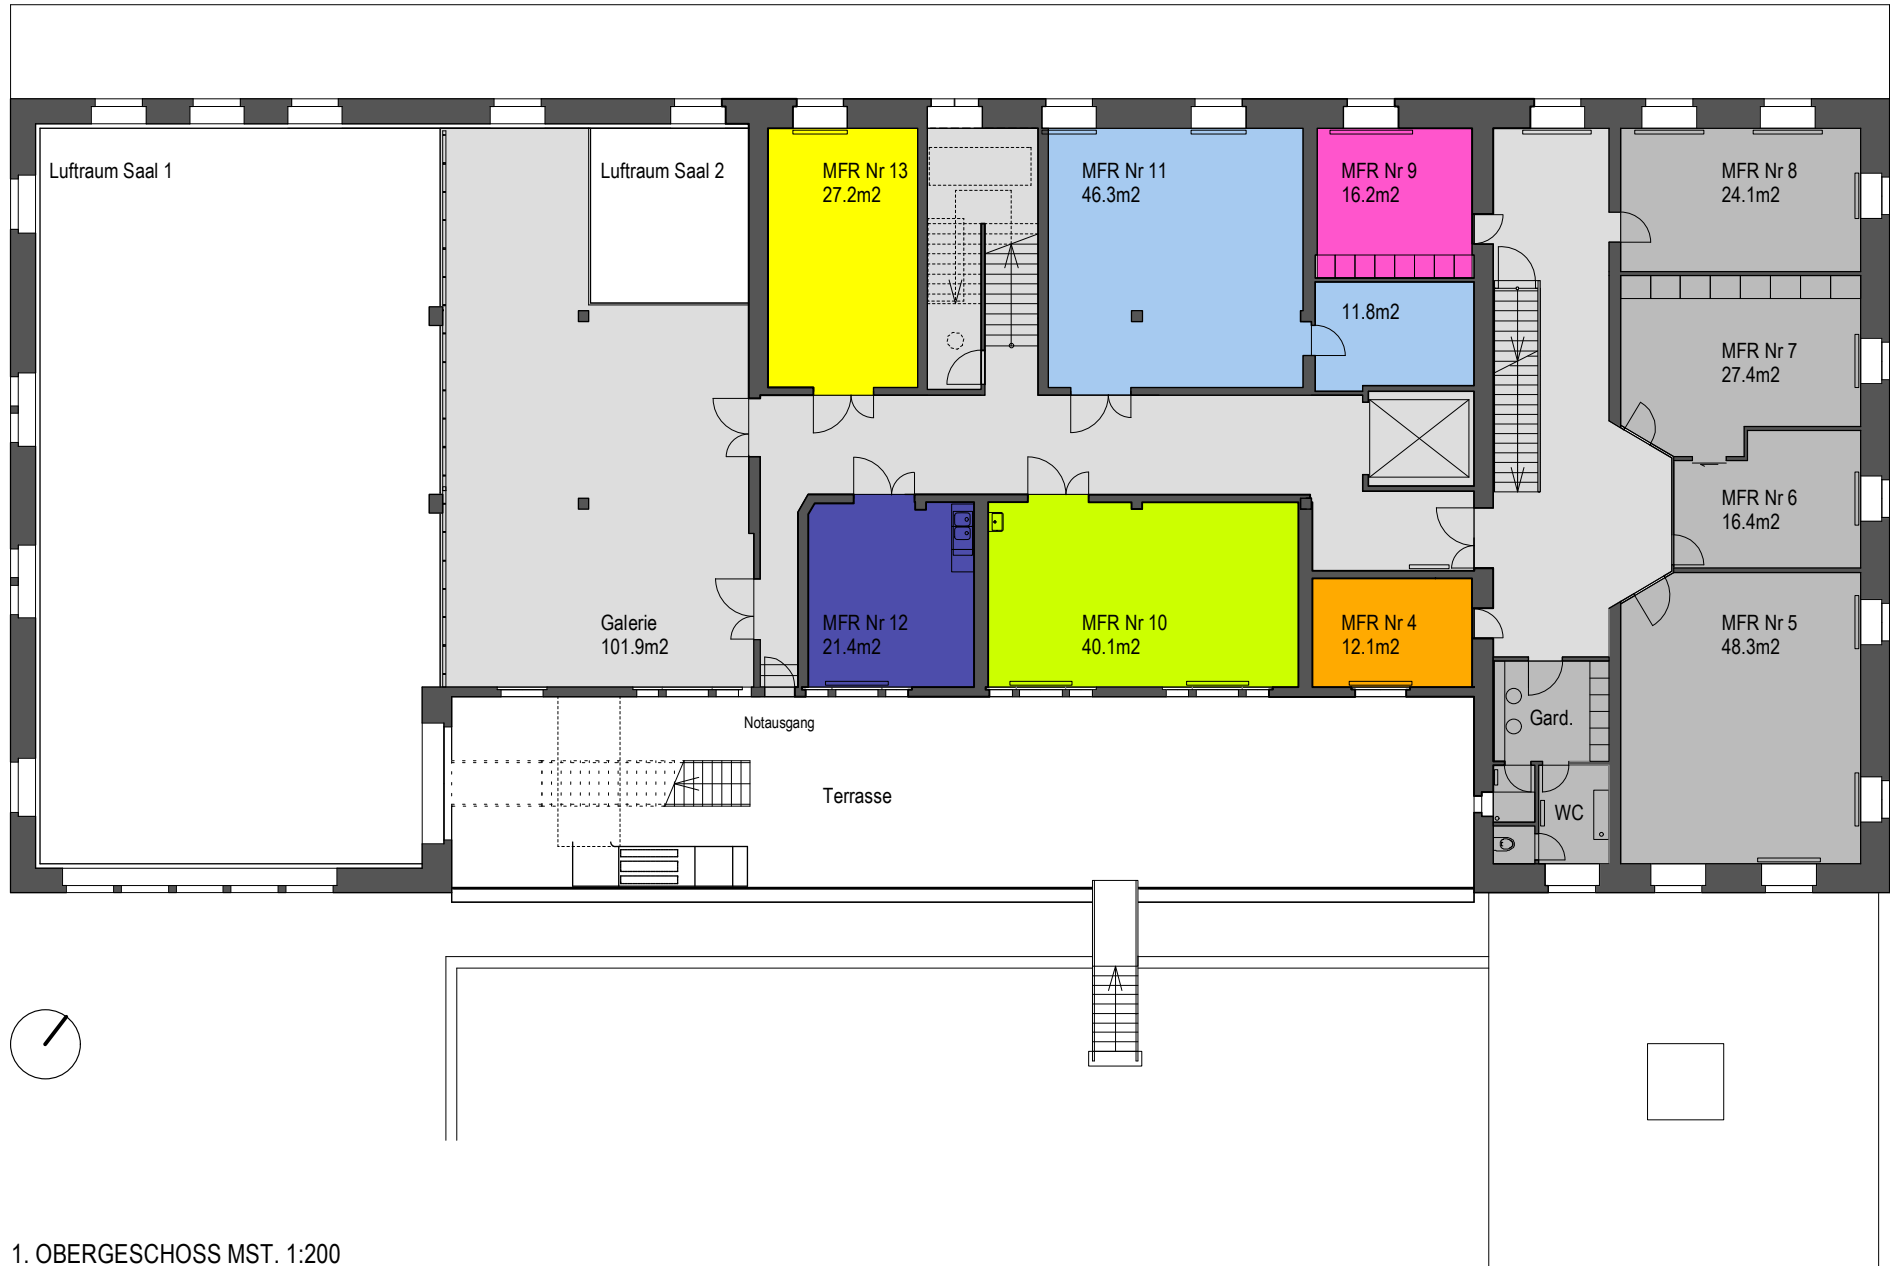 Luftraum Saal 1
Luftraum Saal 2
MFR Nr 13
27.2m2
MFR Nr 11
46.3m2
MFR Nr 9
16.2m2
MFR Nr 8
24.1m2
11.8m2
MFR Nr 7
27.4m2
MFR Nr 6
16.4m2
Galerie
101.9m2
MFR Nr 12
21.4m2
MFR Nr 10
40.1m2
MFR Nr 4
12.1m2
MFR Nr 5
48.3m2
Notausgang
Gard.
Terrasse
WC
1. OBERGESCHOSS MST. 1:200